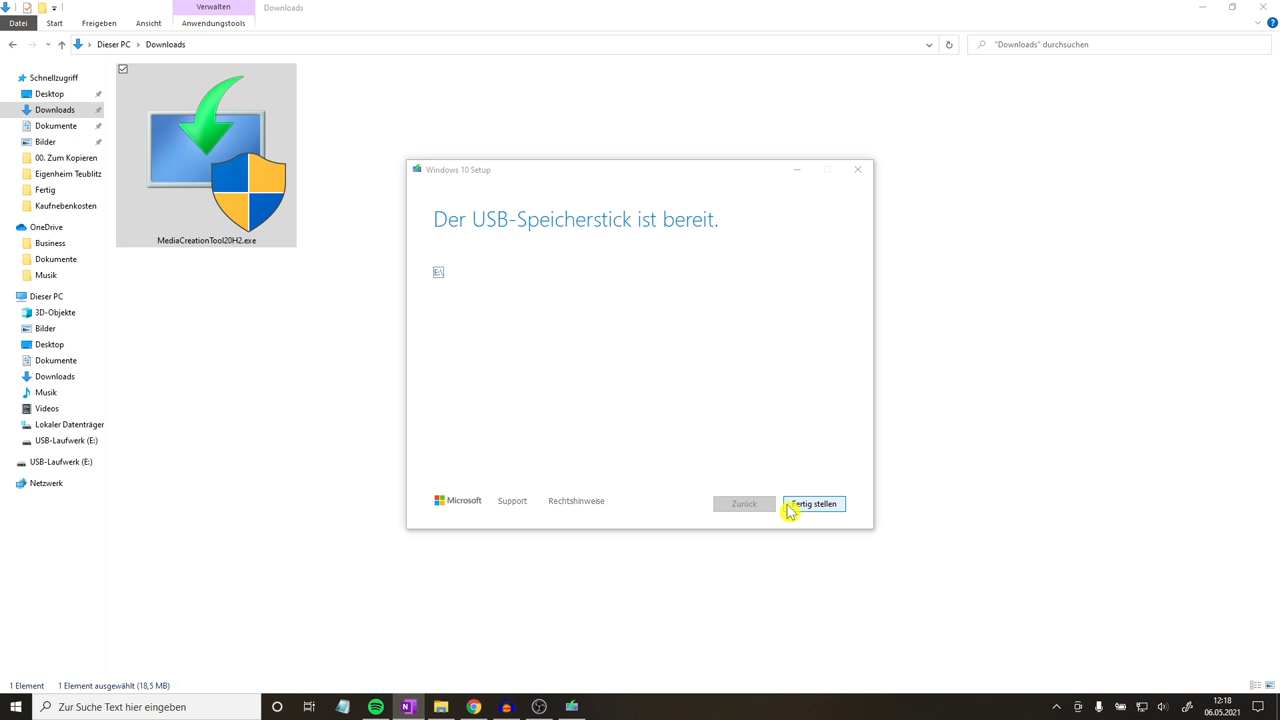 Verwalten
Downloads
Datei
Start
Freigeben
Ansicht
Anwendungstools
Dieser PC
Downloads
"Downloads" durchsuchen
Schnellzugriff
Desktop
Downloads
Dokumente
Bilder
00. Zum Kopieren
Eigenheim Teublitz
Fertig
Kaufnebenkosten
OneDrive
Business
Dokumente
Musik
Dieser PC
3D-Objekte
Bilder
Desktop
Dokumente
Downloads
Musik
Videos
Lokaler Datenträger
USB-Laufwerk (E:)
USB-Laufwerk (E:)
Netzwerk
MediaCreationTool20H2.exe
Windows 10 Setup
Der USB-Speicherstick ist bereit.
E:\
Microsoft
Support
Rechtshinweise
Zurück
Fertig stellen
1 Element
1 Element ausgewählt (18,5 MB)
Zur Suche Text hier eingeben
12:18
06.05.2021